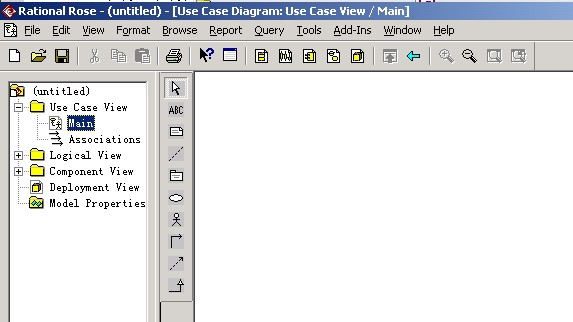 Rational Rose - (untitled) - [Use Case Diagram: Use Case View / Main]
File Edit View Format Browse Report Query Tools Add-Ins Window Help
(untitled)
Use Case View
Main
Associations
Logical View
Component View
Deployment View
Model Properties
ABC